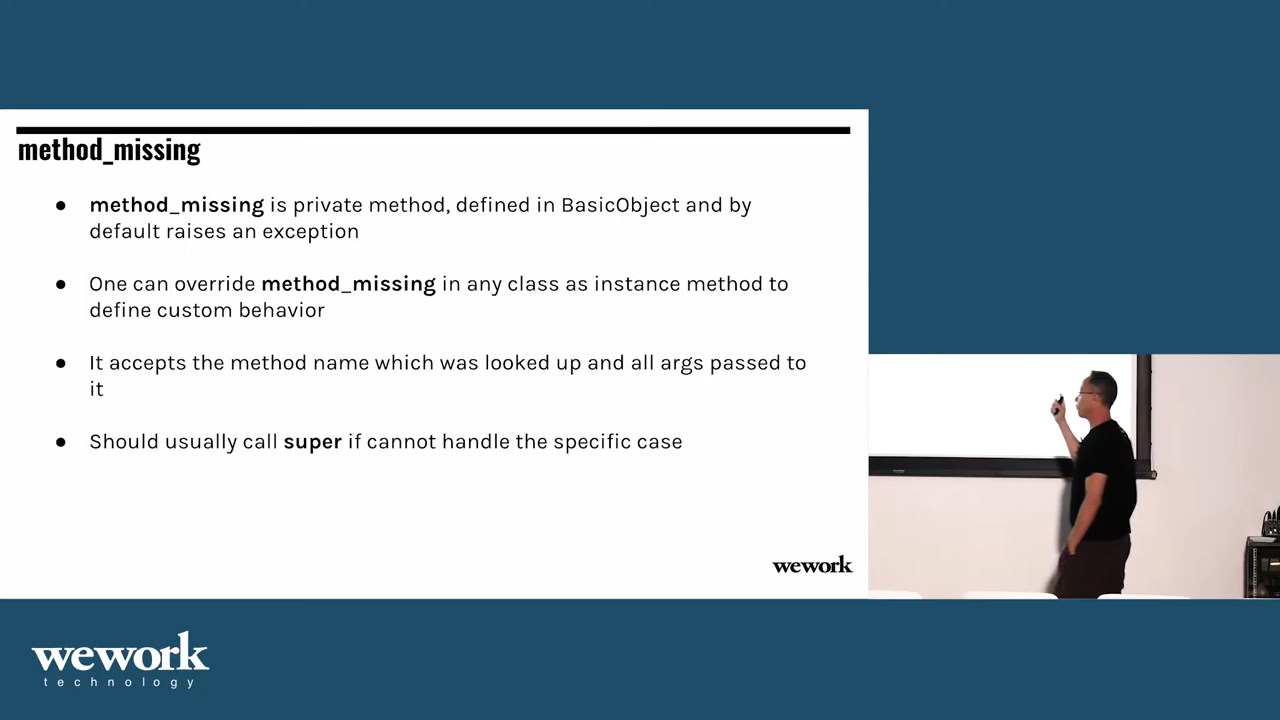 method_missing
● method_missing is private method, defined in BasicObject and by
default raises an exception
● One can override method_missing in any class as instance method to
define custom behavior
● It accepts the method name which was looked up and all args passed to
it
● Should usually call super if cannot handle the specific case
wework
wework
technology